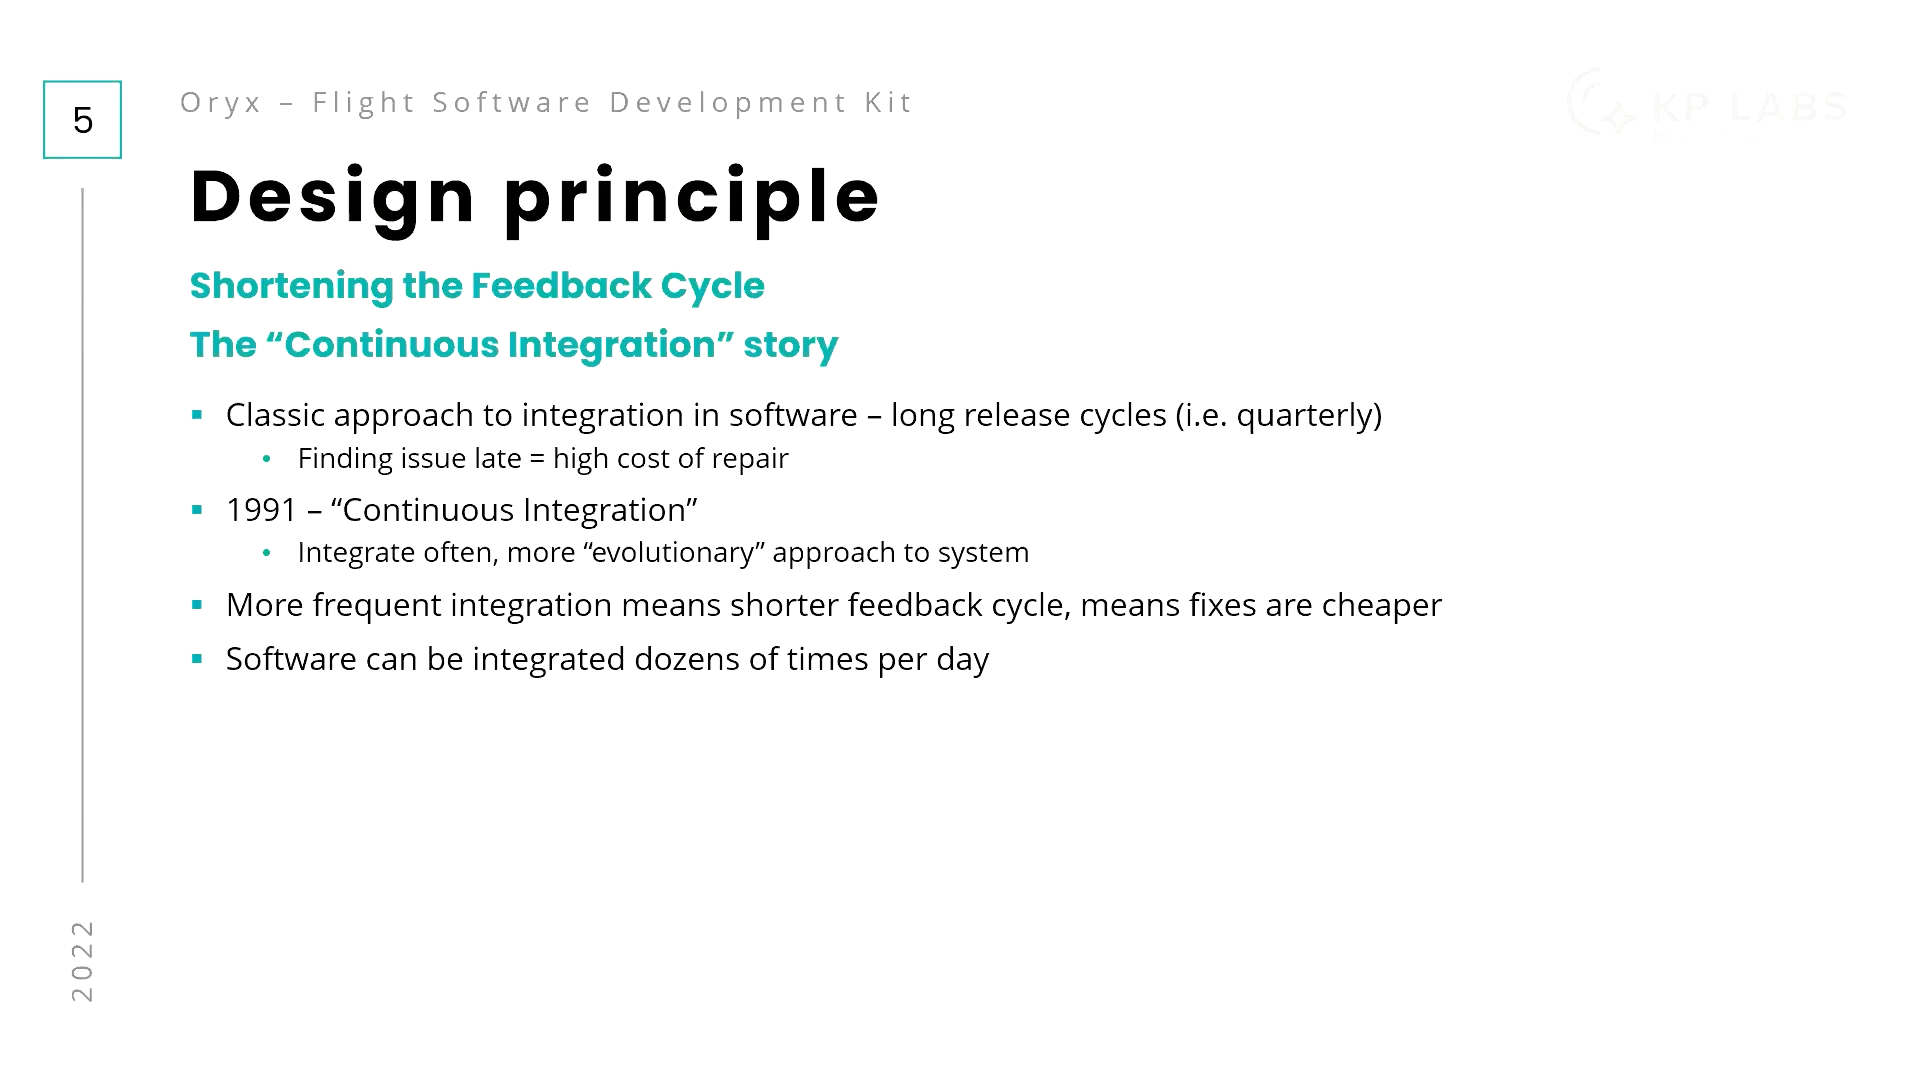 5
Oryx – Flight Software Development Kit
KP LABS
Design principle
Shortening the Feedback Cycle
The “Continuous Integration” story
▪ Classic approach to integration in software – long release cycles (i.e. quarterly)
• Finding issue late = high cost of repair
▪ 1991 – “Continuous Integration”
• Integrate often, more “evolutionary” approach to system
▪ More frequent integration means shorter feedback cycle, means fixes are cheaper
▪ Software can be integrated dozens of times per day
2022